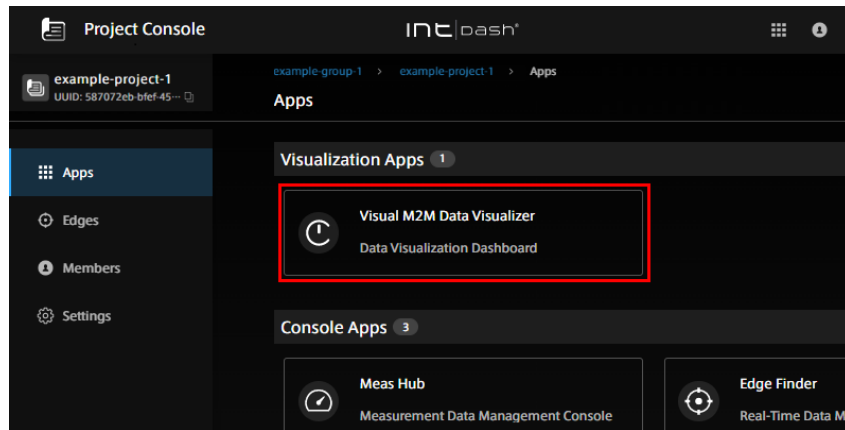 Project Console
intdash
example-project-1
UUID: 587072eb-bfef-45···
example-group-1 > example-project-1 > Apps
Apps
Apps
Edges
Members
Settings
Visualization Apps 1
Visual M2M Data Visualizer
Data Visualization Dashboard
Console Apps 3
Meas Hub
Measurement Data Management Console
Edge Finder
Real-Time Data M